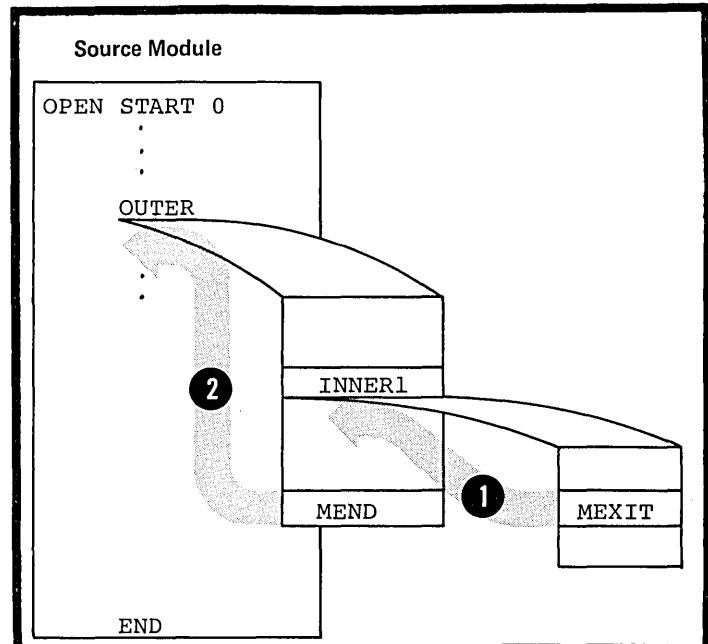 Source Module
OPEN START 0
OUTER
INNER1
2
1
MEND
MEXIT
END